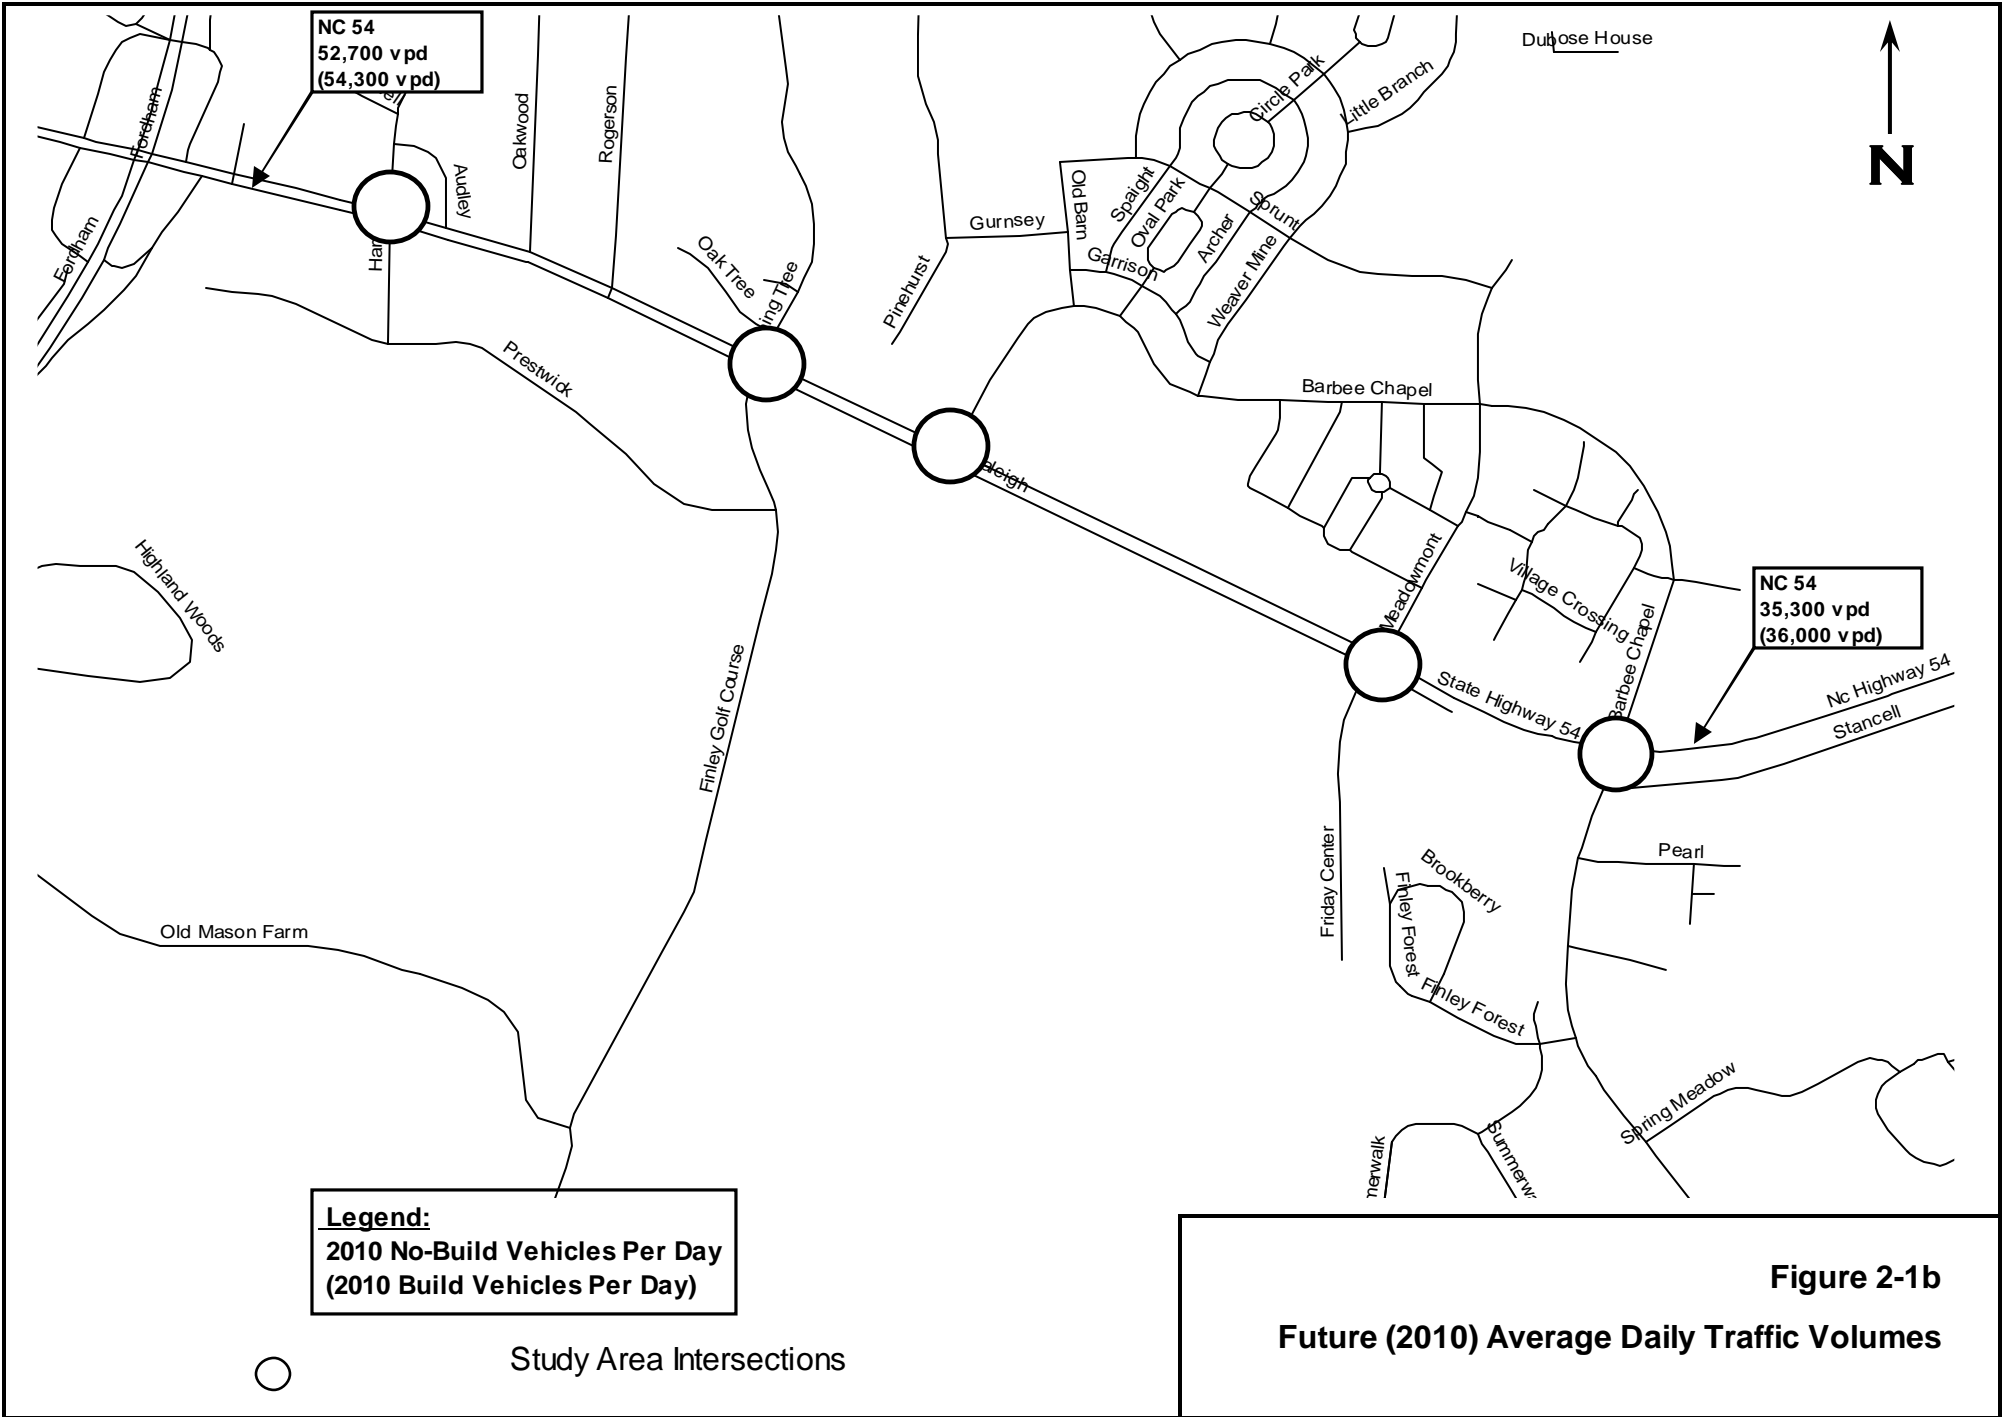 NC 54
52,700 vpd
(54,300 vpd)
Fordham
Fordham
Audley
Oakwood
Rogerson
Oak Tree
ing Tree
Prestwick
Pinehurst
Gurnsey
Old Barn
Spaight
Oval Park
Archer
Garrison
Weaver Mine
Sprunt
Circle Park
Little Branch
Dubose House
N
Barbee Chapel
aleigh
Meadowmont
Village Crossing
Barbee Chapel
NC 54
35,300 vpd
(36,000 vpd)
State Highway 54
Nc Highway 54
Stancell
Highland Woods
Finley Golf Course
Old Mason Farm
Friday Center
Brookberry
Finley Forest
Finley Forest
Pearl
Spring Meadow
merwalk
Summerwa
Legend:
2010 No-Build Vehicles Per Day
(2010 Build Vehicles Per Day)
Study Area Intersections
Figure 2-1b
Future (2010) Average Daily Traffic Volumes